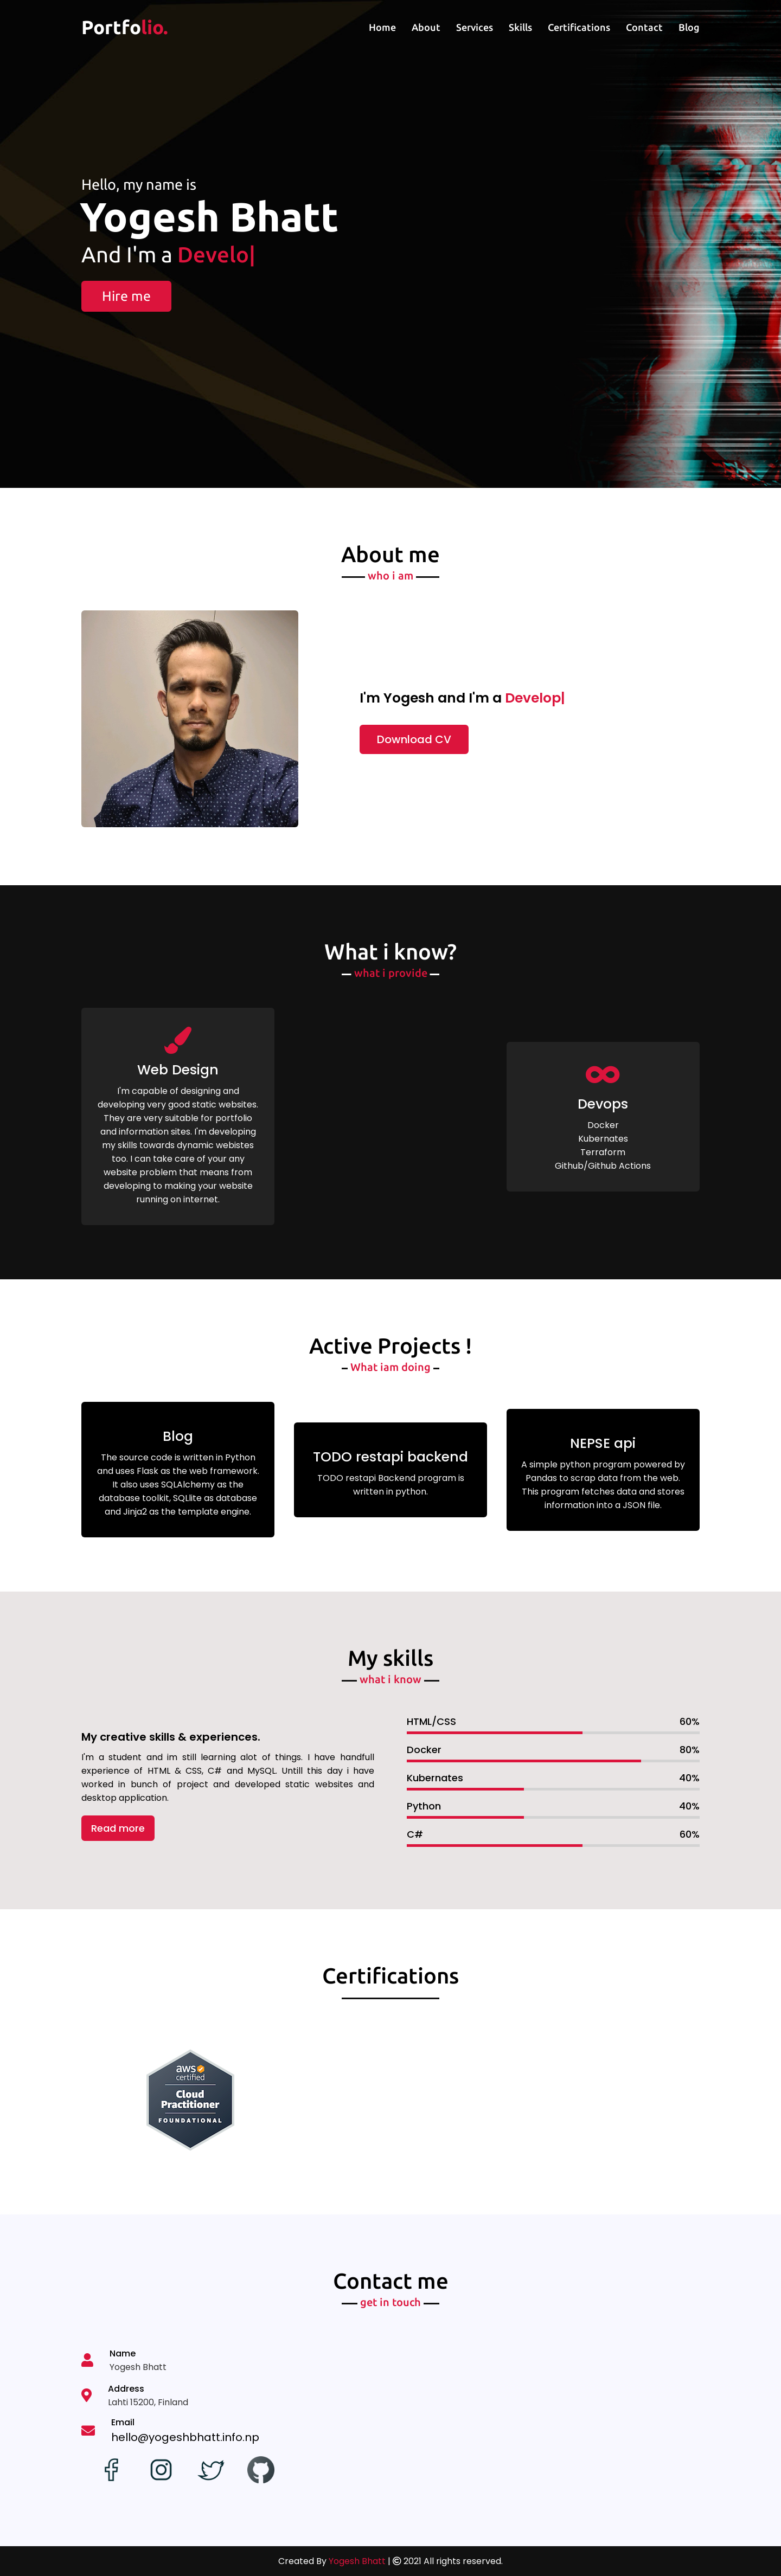 Portfolio.
Home About Services Skills Certifications Contact Blog
Hello, my name is
Yogesh Bhatt
And I'm a Develo|
Hire me
About me
who i am
I'm Yogesh and I'm a Develop|
Download CV
What i know?
what i provide
Web Design
I'm capable of designing and
developing very good static websites.
They are very suitable for portfolio
and information sites. I'm developing
my skills towards dynamic webistes
too. I can take care of your any
website problem that means from
developing to making your website
running on internet.
Devops
Docker
Kubernates
Terraform
Github/Github Actions
Active Projects !
What iam doing
Blog
The source code is written in Python
and uses Flask as the web framework.
It also uses SQLAlchemy as the
database toolkit, SQLlite as database
and Jinja2 as the template engine.
TODO restapi backend
TODO restapi Backend program is
written in python.
NEPSE api
A simple python program powered by
Pandas to scrap data from the web.
This program fetches data and stores
information into a JSON file.
My skills
what i know
My creative skills & experiences.
I'm a student and im still learning alot of things. I have handfull
experience of HTML & CSS, C# and MySQL. Untill this day i have
worked in bunch of project and developed static websites and
desktop application.
Read more
HTML/CSS 60%
Docker 80%
Kubernates 40%
Python 40%
C# 60%
Certifications
aws
certified
Cloud
Practitioner
FOUNDATIONAL
Contact me
get in touch
Name
Yogesh Bhatt
Address
Lahti 15200, Finland
Email
hello@yogeshbhatt.info.np
Created By Yogesh Bhatt | © 2021 All rights reserved.